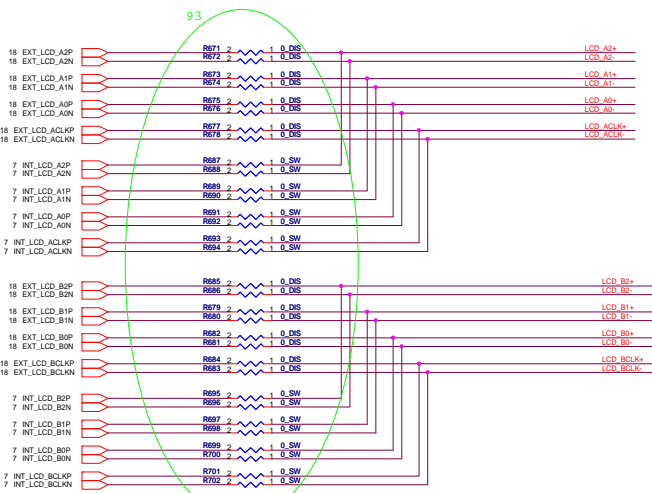 93
18 EXT_LCD_A2P R671 2 1 0_DIS LCD_A2+
18 EXT_LCD_A2N R672 2 1 0_DIS LCD_A2-
18 EXT_LCD_A1P R673 2 1 0_DIS LCD_A1+
18 EXT_LCD_A1N R674 2 1 0_DIS LCD_A1-
18 EXT_LCD_A0P R675 2 1 0_DIS LCD_A0+
18 EXT_LCD_A0N R676 2 1 0_DIS LCD_A0-
18 EXT_LCD_ACLKP R677 2 1 0_DIS LCD_ACLK+
18 EXT_LCD_ACLKN R678 2 1 0_DIS LCD_ACLK-
7 INT_LCD_A2P R687 2 1 0_SW
7 INT_LCD_A2N R688 2 1 0_SW
7 INT_LCD_A1P R689 2 1 0_SW
7 INT_LCD_A1N R690 2 1 0_SW
7 INT_LCD_A0P R691 2 1 0_SW
7 INT_LCD_A0N R692 2 1 0_SW
7 INT_LCD_ACLKP R693 2 1 0_SW
7 INT_LCD_ACLKN R694 2 1 0_SW
18 EXT_LCD_B2P R685 2 1 0_DIS LCD_B2+
18 EXT_LCD_B2N R686 2 1 0_DIS LCD_B2-
18 EXT_LCD_B1P R679 2 1 0_DIS LCD_B1+
18 EXT_LCD_B1N R680 2 1 0_DIS LCD_B1-
18 EXT_LCD_B0P R682 2 1 0_DIS LCD_B0+
18 EXT_LCD_B0N R681 2 1 0_DIS LCD_B0-
18 EXT_LCD_BCLKP R684 2 1 0_DIS LCD_BCLK+
18 EXT_LCD_BCLKN R683 2 1 0_DIS LCD_BCLK-
7 INT_LCD_B2P R695 2 1 0_SW
7 INT_LCD_B2N R696 2 1 0_SW
7 INT_LCD_B1P R697 2 1 0_SW
7 INT_LCD_B1N R698 2 1 0_SW
7 INT_LCD_B0P R699 2 1 0_SW
7 INT_LCD_B0N R700 2 1 0_SW
7 INT_LCD_BCLKP R701 2 1 0_SW
7 INT_LCD_BCLKN R702 2 1 0_SW